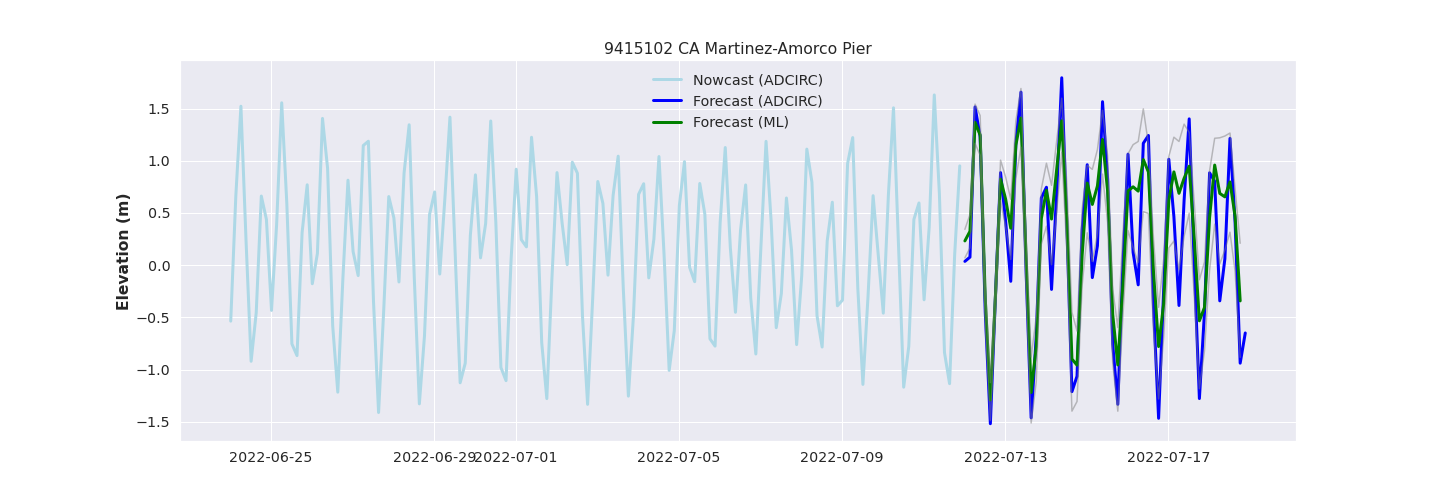 9415102 CA Martinez-Amorco Pier
Nowcast (ADCIRC)
Forecast (ADCIRC)
Forecast (ML)
Elevation (m)
1.5
1.0
0.5
0.0
−0.5
−1.0
−1.5
2022-06-25
2022-06-29
2022-07-01
2022-07-05
2022-07-09
2022-07-13
2022-07-17